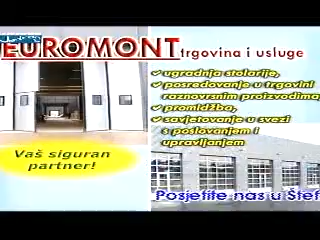 EUROMONT trgovina i usluge
ugradnja stolarije,
posredovanje u trgovini
raznovrsnim proizvodima,
promidžba,
savjetovanje u svezi
s poslovanjem i
upravljanjem
Vaš siguran
partner!
Posjetite nas u Štef